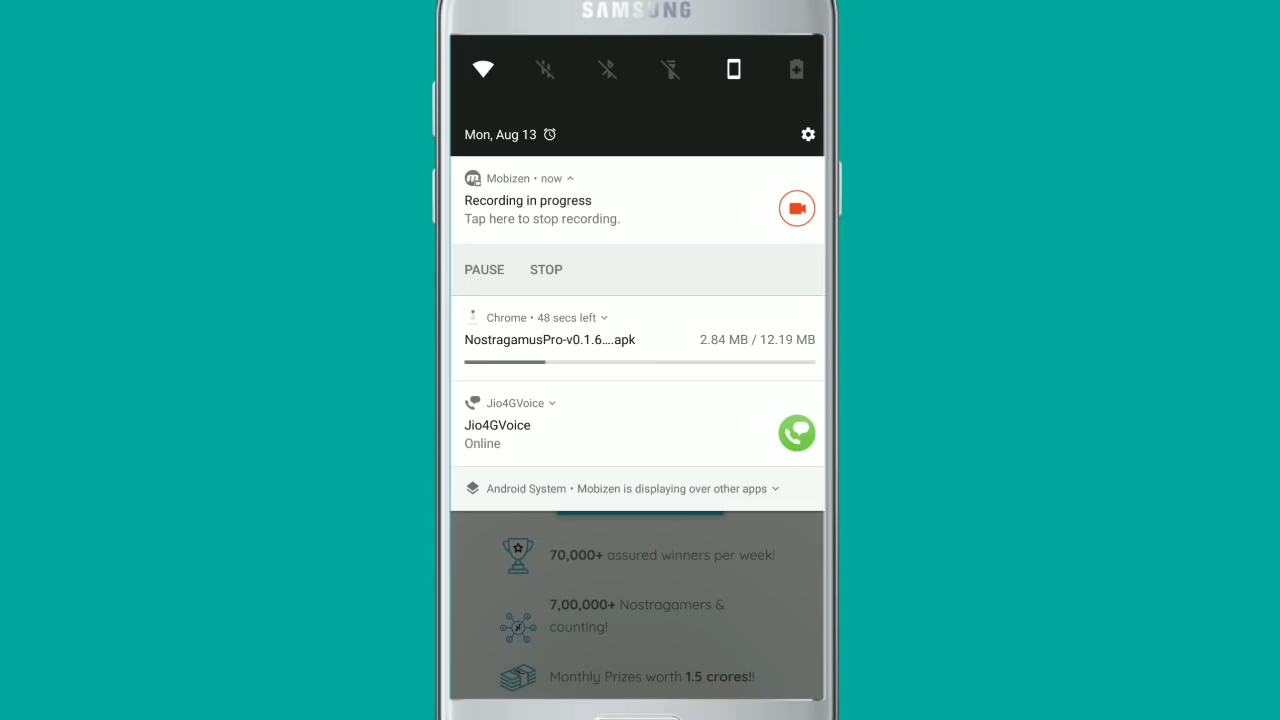 SAMSUNG
Mon, Aug 13
Mobizen • now
Recording in progress
Tap here to stop recording.
PAUSE STOP
Chrome • 48 secs left
NostragamusPro-v0.1.6....apk 2.84 MB / 12.19 MB
Jio4GVoice
Jio4GVoice
Online
Android System • Mobizen is displaying over other apps
70,000+ assured winners per week!
7,00,000+ Nostragamers &
counting!
Monthly Prizes worth 1.5 crores!!